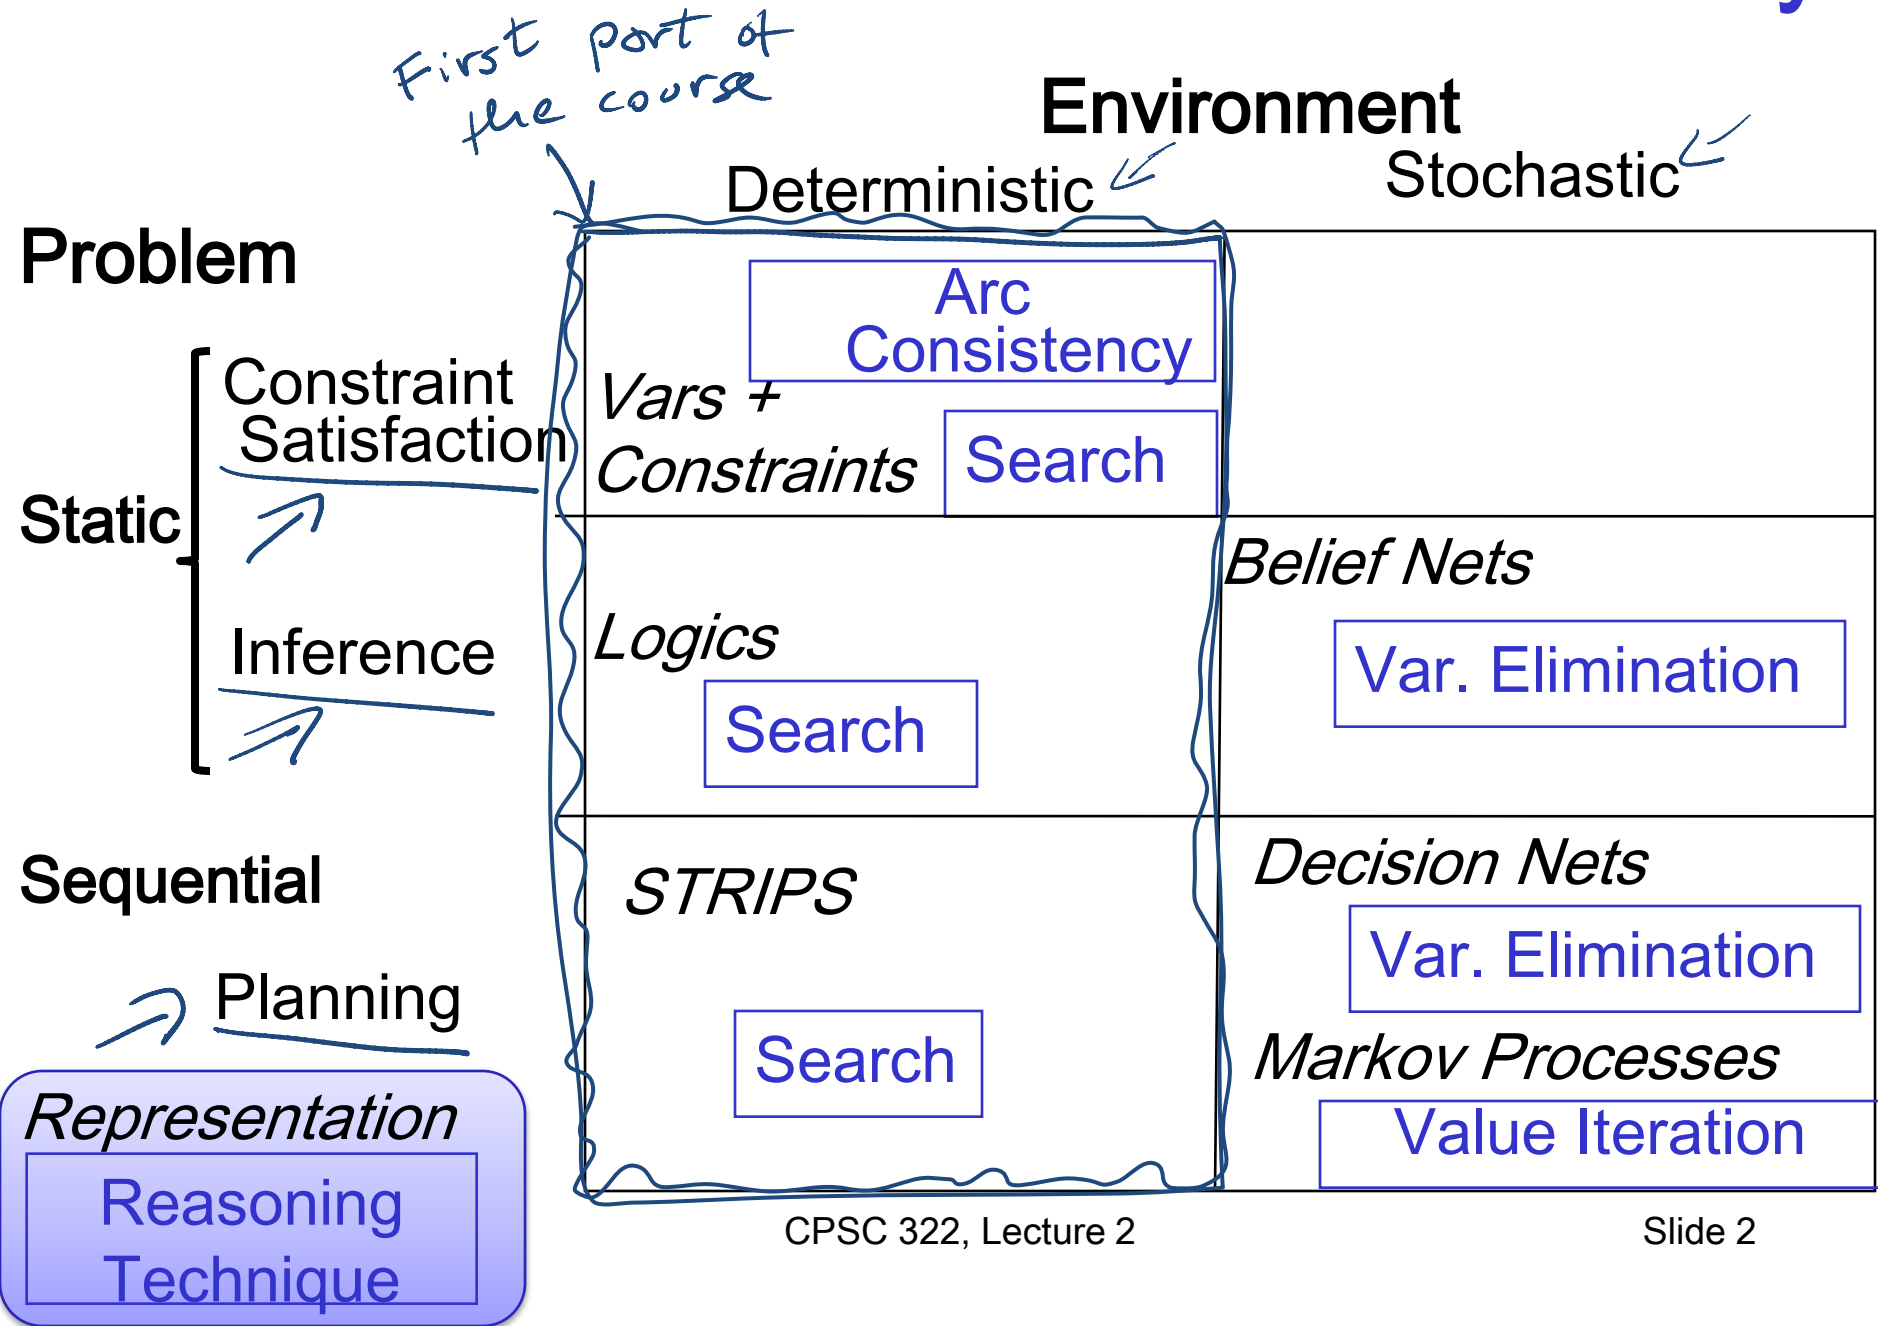 First part of
the course
Environment
Deterministic
Stochastic
Problem
Arc
Consistency
Constraint
Satisfaction
Vars +
Constraints
Search
Static
Belief Nets
Inference
Logics
Var. Elimination
Search
Sequential
STRIPS
Decision Nets
Var. Elimination
Planning
Search
Markov Processes
Value Iteration
Representation
Reasoning
Technique
CPSC 322, Lecture 2
Slide 2